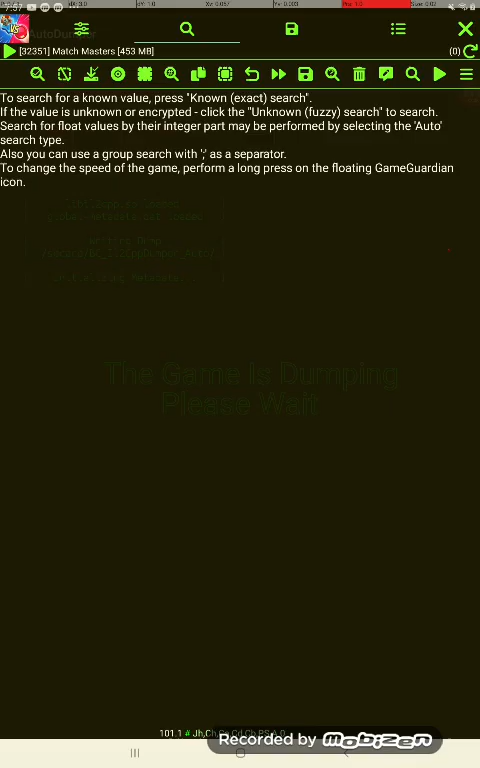 7:57
[32351] Match Masters [453 MB]
(0)
To search for a known value, press "Known (exact) search".
If the value is unknown or encrypted - click the "Unknown (fuzzy) search" to search.
Search for float values by their integer part may be performed by selecting the 'Auto'
search type.
Also you can use a group search with ';' as a separator.
To change the speed of the game, perform a long press on the floating GameGuardian
icon.
The Game Is Dumping
Please Wait
Recorded by
MOBIZEN